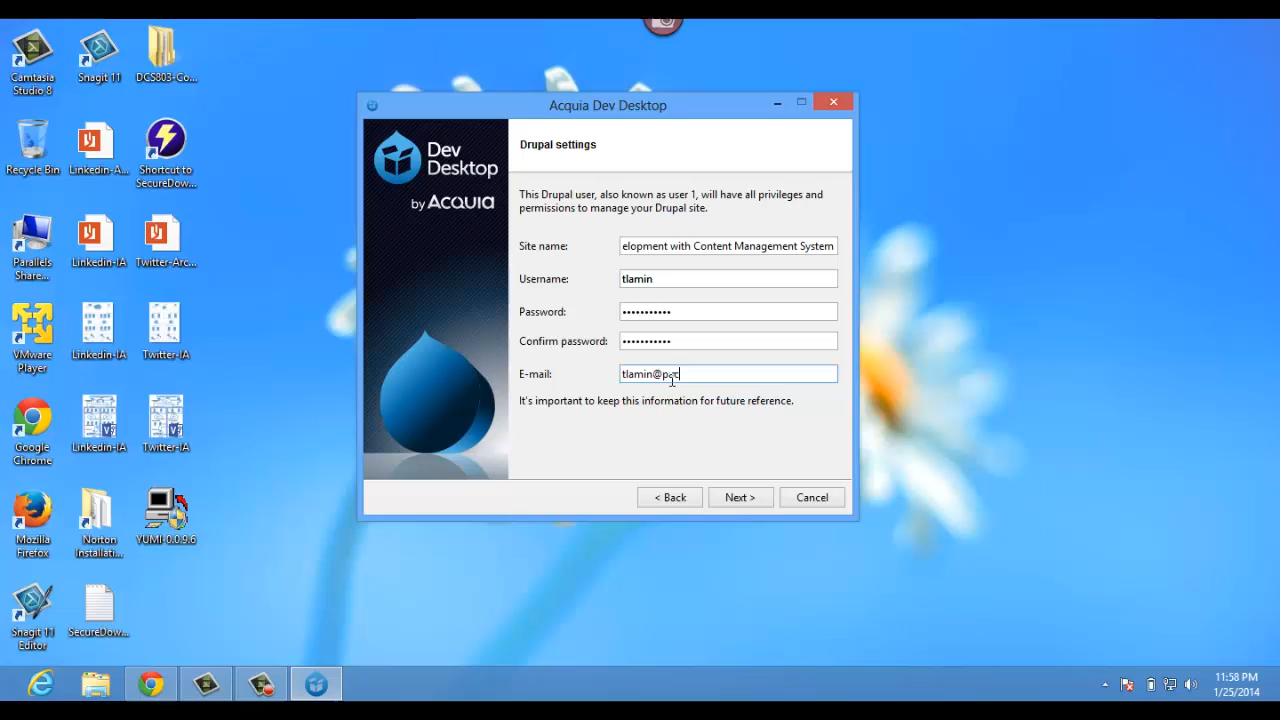 Acquia Dev Desktop
Dev
Desktop
by ACQUIA
Drupal settings
This Drupal user, also known as user 1, will have all privileges and
permissions to manage your Drupal site.
Site name:
elopment with Content Management System
Username:
tlamin
Password:
•••••••••••
Confirm password:
•••••••••••
E-mail:
It's important to keep this information for future reference.
< Back
Next >
Cancel
Camtasia
Studio 8
Snagit 11
DCS803-Co...
Recycle Bin
Linkedin-A...
Shortcut to
SecureDow...
Parallels
Share...
Linkedin-IA
Twitter-Arc...
VMware
Player
Linkedin-IA
Twitter-IA
Google
Chrome
Linkedin-IA
Twitter-IA
Mozilla
Firefox
Norton
Installati...
YUMI-0.0.9.6
Snagit 11
Editor
SecureDow...
11:58 PM
1/25/2014